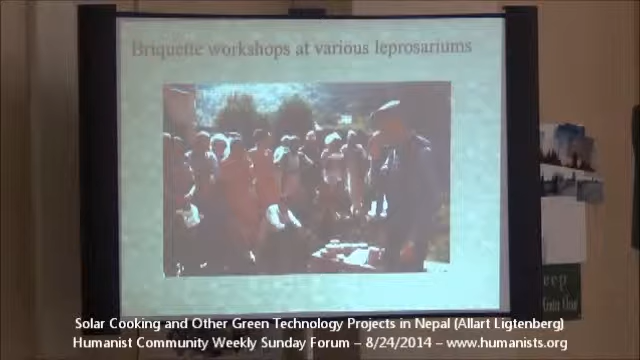 Briquette workshops at various leprosariums
eep
Solar Cooking and Other Green Technology Projects in Nepal (Allart Ligtenberg)
Humanist Community Weekly Sunday Forum – 8/24/2014 – www.humanists.org